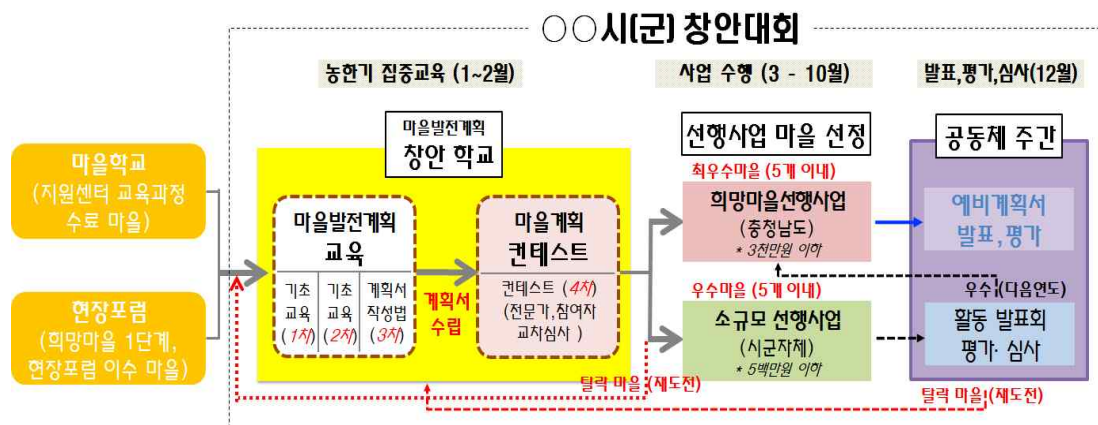 ○○시(군) 창안대회
농한기 집중교육 (1~2월)
사업 수행 (3 - 10월)
발표,평가,심사(12월)
마을학교
(지원센터 교육과정
수료 마을)
현장포럼
(희망마을 1단계,
현장포럼 이수 마을)
마을발전계획
창안 학교
마을발전계획
교육
기초
교육
(1차)
기초
교육
(2차)
계획서
작성법
(3차)
계획서
수립
마을계획
컨테스트
컨테스트 (4차)
(전문가,참여자
교차심사 )
탈락 마을 (재도전)
선행사업 마을 선정
최우수마을 (5개 이내)
희망마을선행사업
(충청남도)
* 3천만원 이하
우수마을 (5개 이내)
소규모 선행사업
(시군자체)
* 5백만원 이하
공동체 주간
예비계획서
발표,평가
우수 (다음연도)
활동 발표회
평가· 심사
탈락 마을 (재도전)